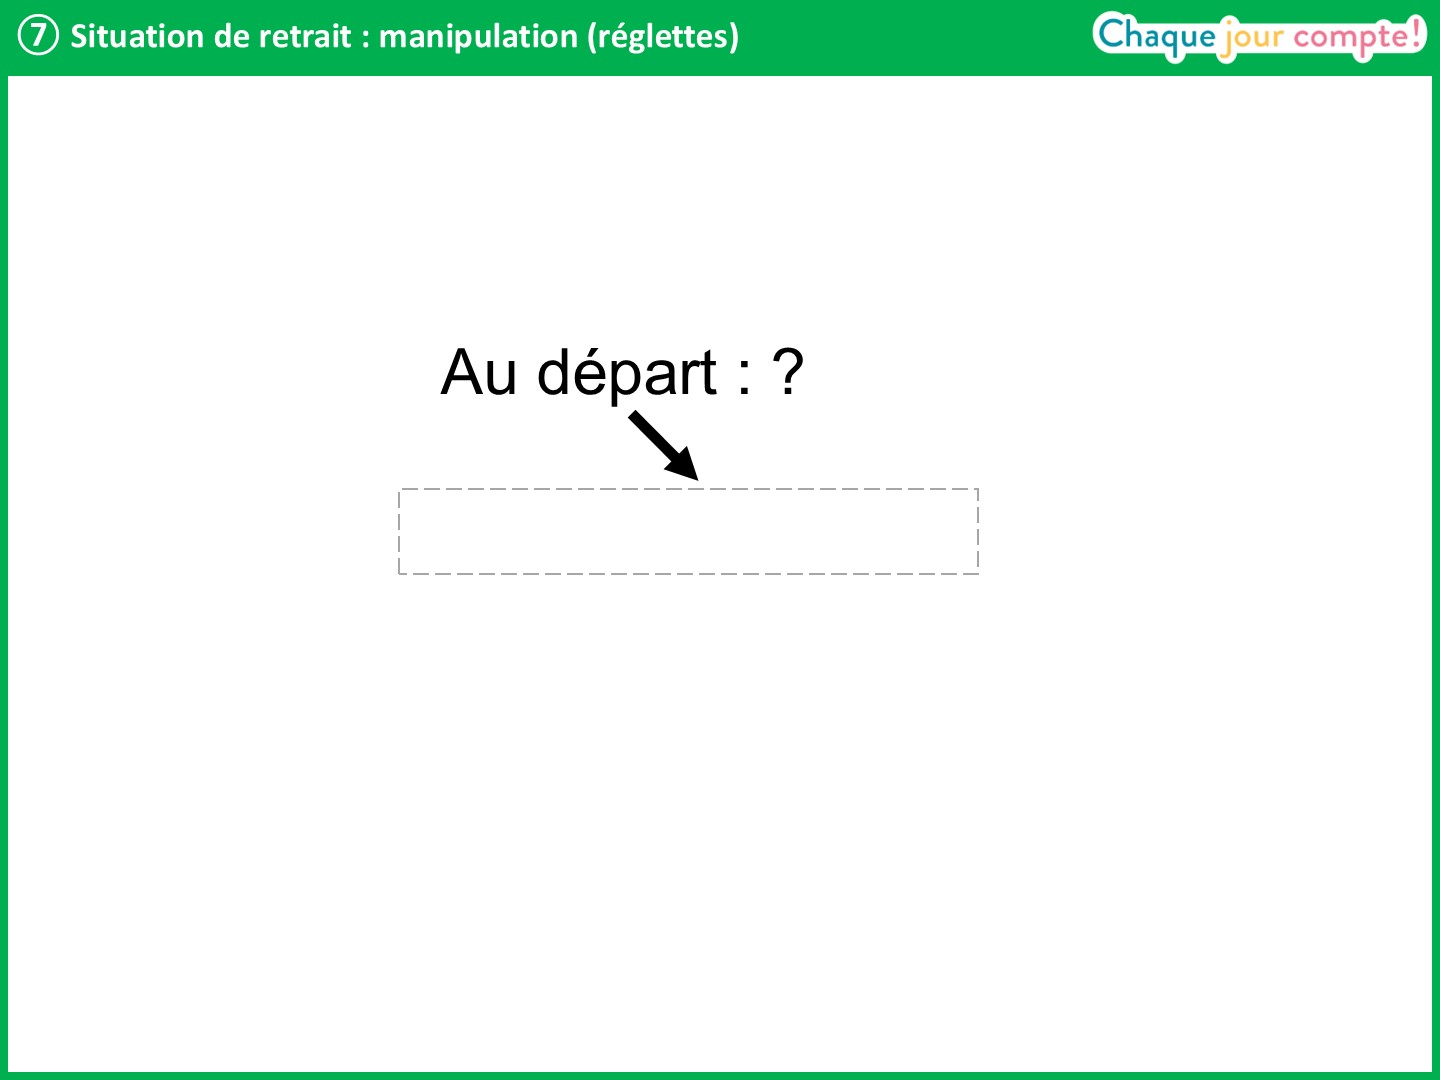 ⑦ Situation de retrait : manipulation (réglettes)
Chaque jour compte!
Au départ : ?